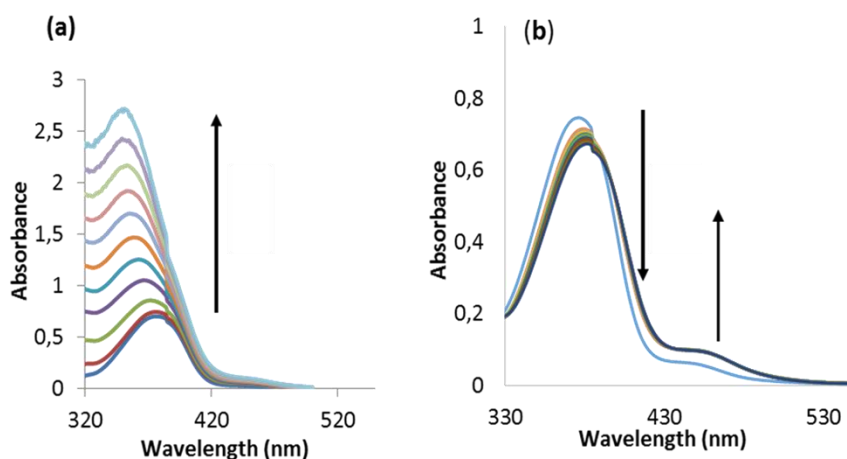 (a)
Absorbance
3
2,5
2
1,5
1
0,5
0
320 420 520
Wavelength (nm)
(b)
Absorbance
1
0,8
0,6
0,4
0,2
0
330 430 530
Wavelength (nm)